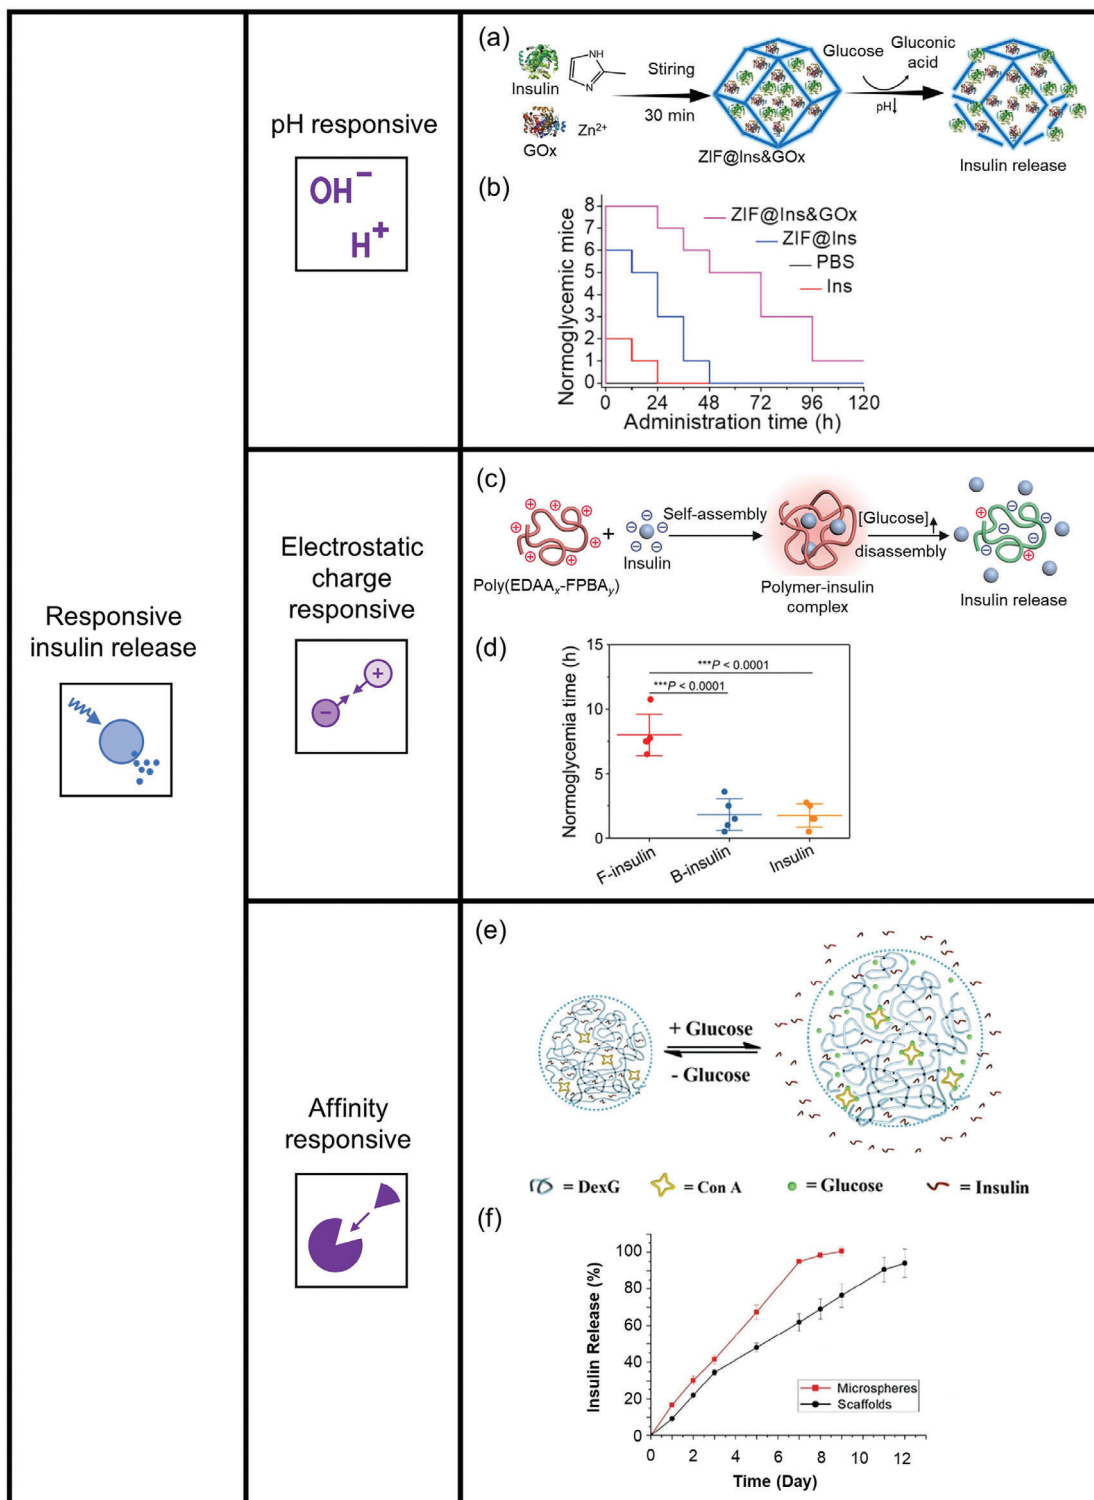 Responsive
insulin release
pH responsive
OH⁻
H⁺
(a)
Insulin
NH
N
GOx
Zn²⁺
Stiring
30 min
ZIF@Ins&GOx
Glucose
Gluconic
acid
pH↓
Insulin release
(b)
Normoglycemic mice
8
7
6
5
4
3
2
1
0
ZIF@Ins&GOx
ZIF@Ins
PBS
Ins
0 24 48 72 96 120
Administration time (h)
Electrostatic
charge
responsive
+
−
(c)
Poly(EDAAx-FPBAy)
+
Insulin
Self-assembly
Polymer-insulin
complex
[Glucose]↑
disassembly
Insulin release
(d)
Normoglycemia time (h)
15
10
5
0
***P < 0.0001
***P < 0.0001
F-insulin
B-insulin
Insulin
Affinity
responsive
(e)
+ Glucose
- Glucose
= DexG
= Con A
= Glucose
= Insulin
(f)
Insulin Release (%)
100
80
60
40
20
0
Microspheres
Scaffolds
0 2 4 6 8 10 12
Time (Day)